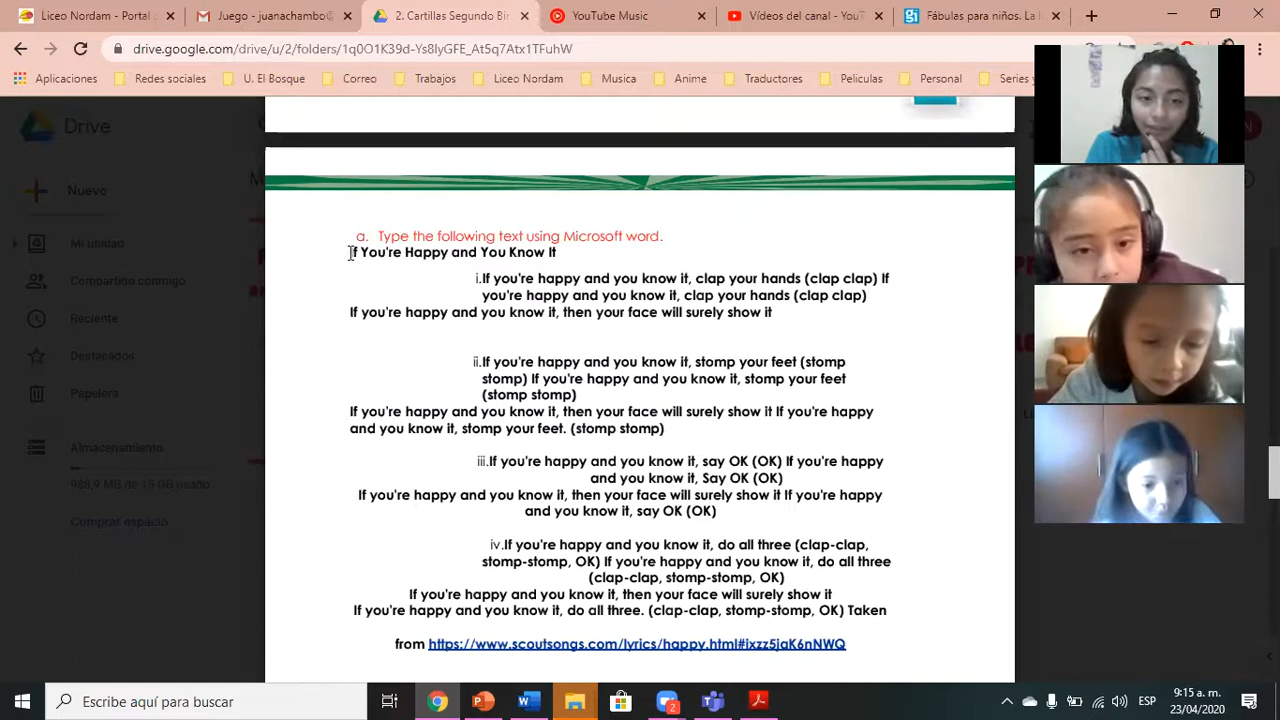 Liceo Nordam - Portal
Juego - juanachambo@
2. Cartillas Segundo Bir
YouTube Music
Vídeos del canal - YouTube
Fábulas para niños. La
drive.google.com/drive/u/2/folders/1q0O1K39d-Ys8lyGFE_At5q7Atx1TFuhW
Aplicaciones
Redes sociales
U. El Bosque
Correo
Trabajos
Liceo Nordam
Musica
Anime
Traductores
Peliculas
Personal
Series y
Drive
Nuevo
Mi unidad
Compartido conmigo
Reciente
Destacados
Papelera
Almacenamiento
988,9 MB de 15 GB usado
Comprar espacio
a. Type the following text using Microsoft word.
If You're Happy and You Know It
i.If you're happy and you know it, clap your hands (clap clap) If
you're happy and you know it, clap your hands (clap clap)
If you're happy and you know it, then your face will surely show it
ii.If you're happy and you know it, stomp your feet (stomp
stomp) If you're happy and you know it, stomp your feet
(stomp stomp)
If you're happy and you know it, then your face will surely show it If you're happy
and you know it, stomp your feet. (stomp stomp)
iii.If you're happy and you know it, say OK (OK) If you're happy
and you know it, Say OK (OK)
If you're happy and you know it, then your face will surely show it If you're happy
and you know it, say OK (OK)
iv.If you're happy and you know it, do all three (clap-clap,
stomp-stomp, OK) If you're happy and you know it, do all three
(clap-clap, stomp-stomp, OK)
If you're happy and you know it, then your face will surely show it
If you're happy and you know it, do all three. (clap-clap, stomp-stomp, OK) Taken
from https://www.scoutsongs.com/lyrics/happy.html#ixzz5jaK6nNWQ
Escribe aquí para buscar
2
9:15 a. m.
23/04/2020